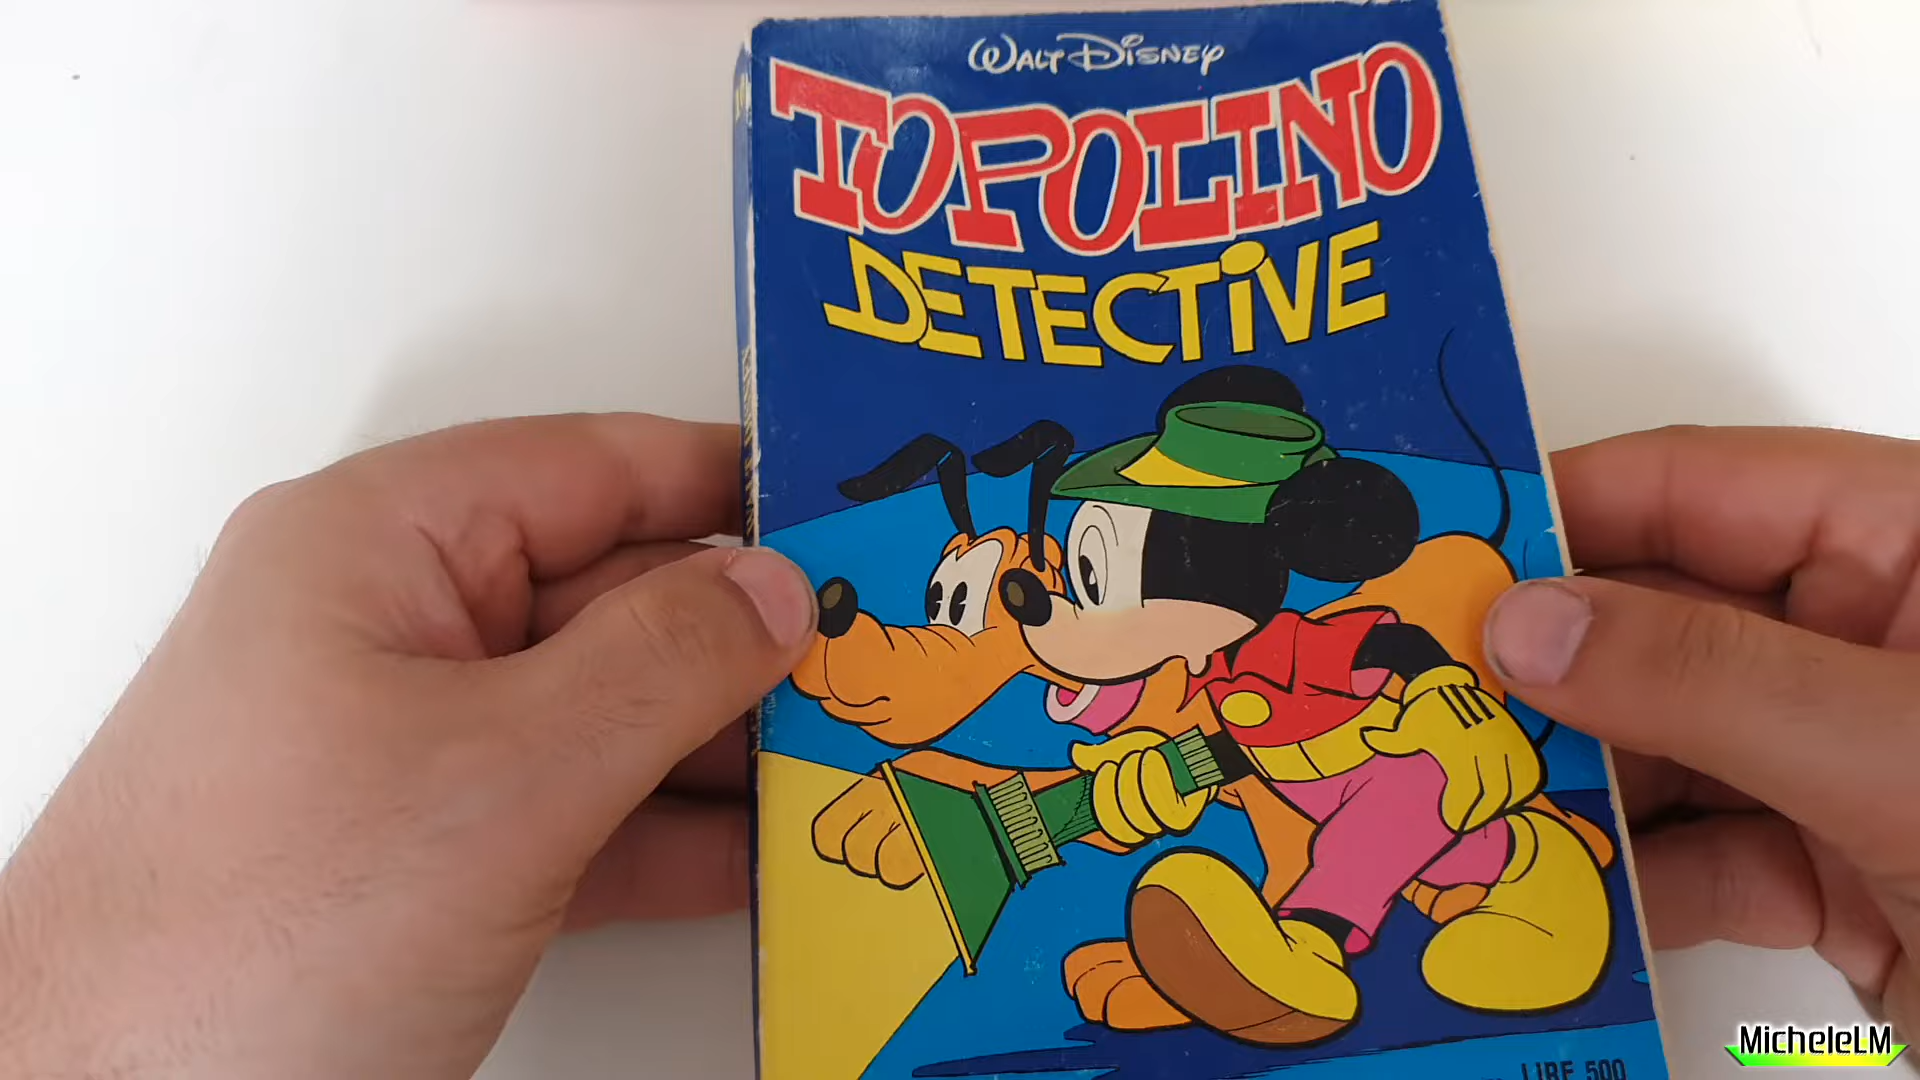 WALT DISNEY
TOPOLINO
DETECTIVE
LIRE 500
MicheleLM